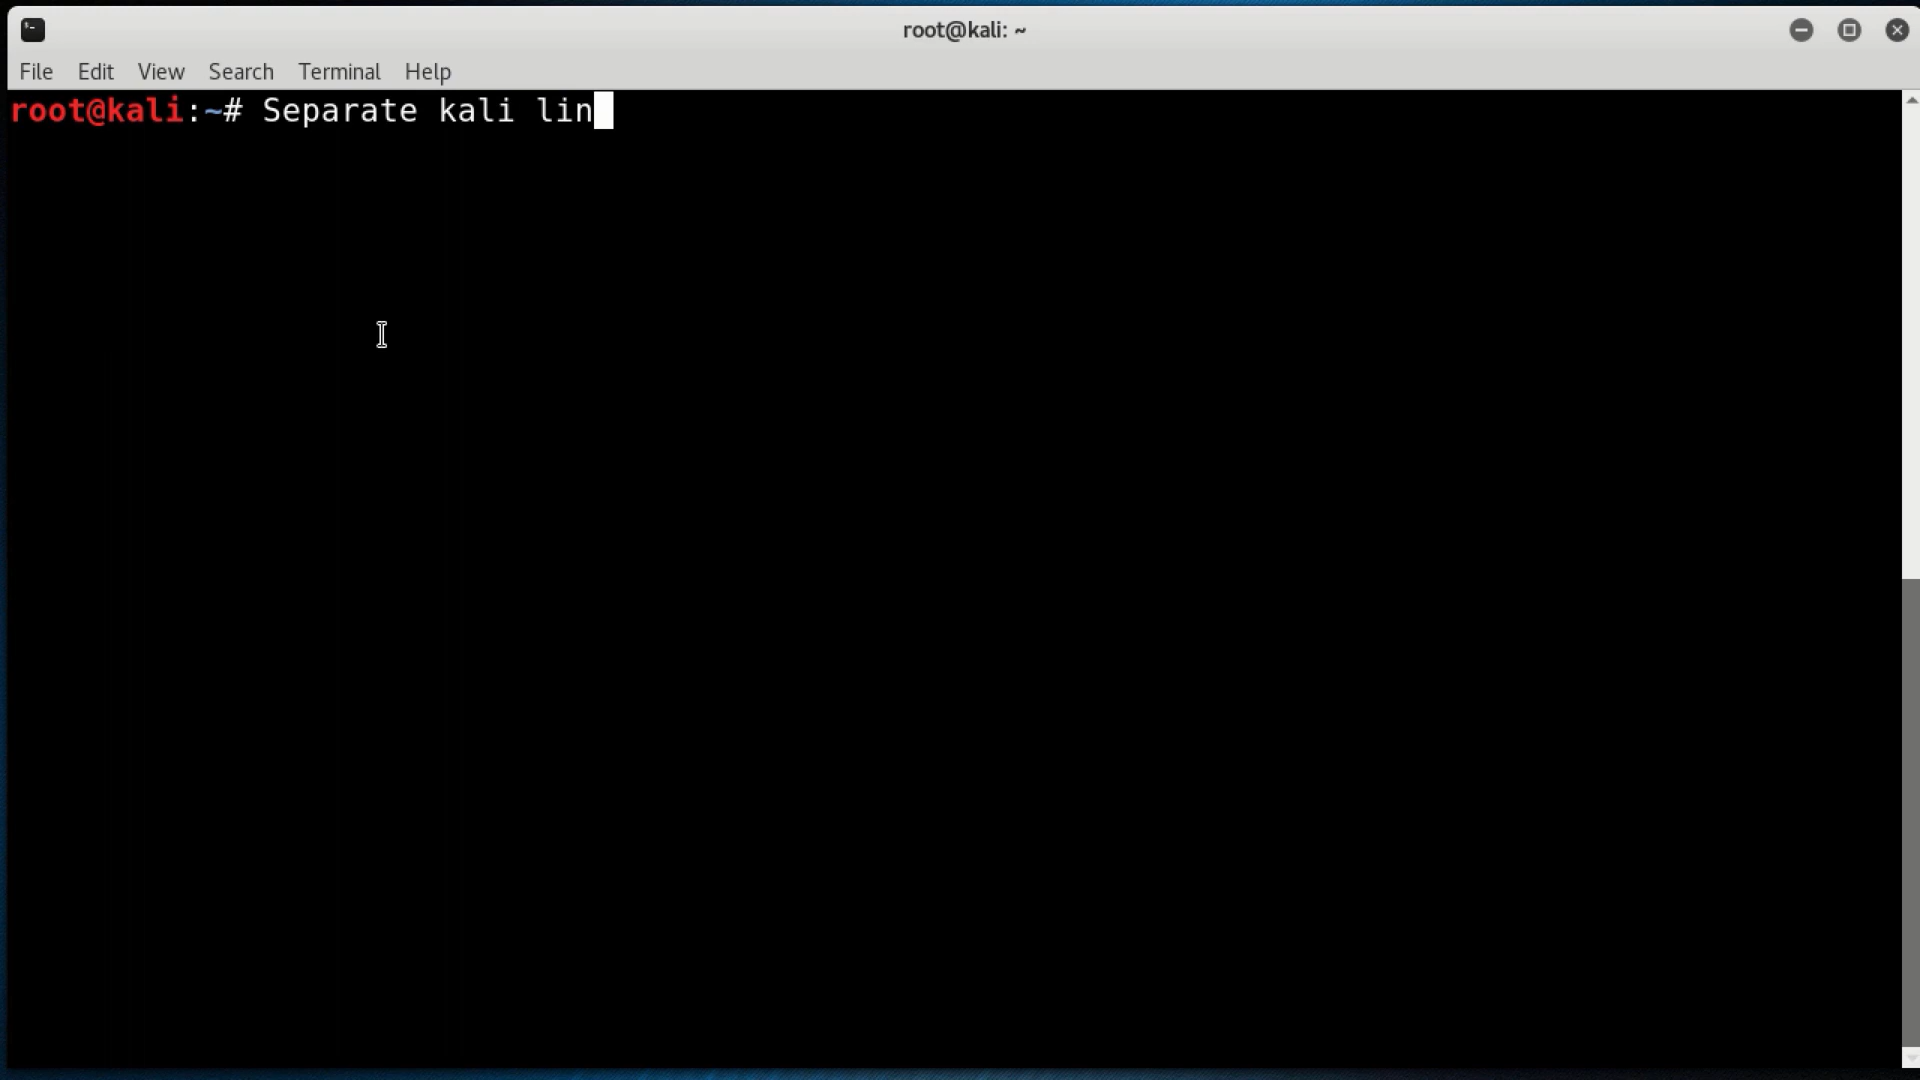 root@kali: ~
File Edit View Search Terminal Help
root@kali:~# Separate kali lin